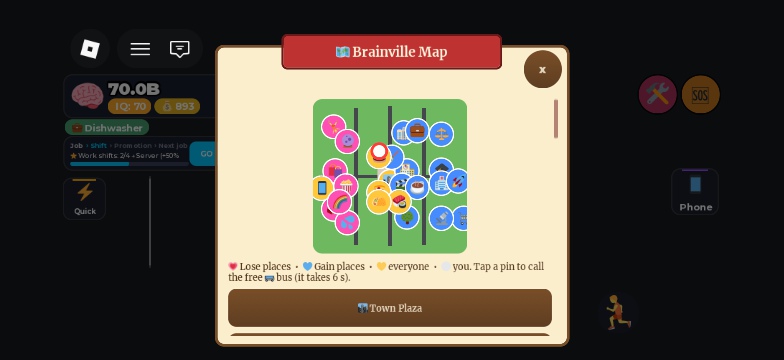 Brainville Map
x
70.0B
IQ: 70
893
Dishwasher
Job › Shift › Promotion › Next job
Work shifts: 2/4 + Server (+50%
GO
Quick
SOS
Phone
Lose places • Gain places • everyone • you. Tap a pin to call
the free bus (it takes 6 s).
Town Plaza